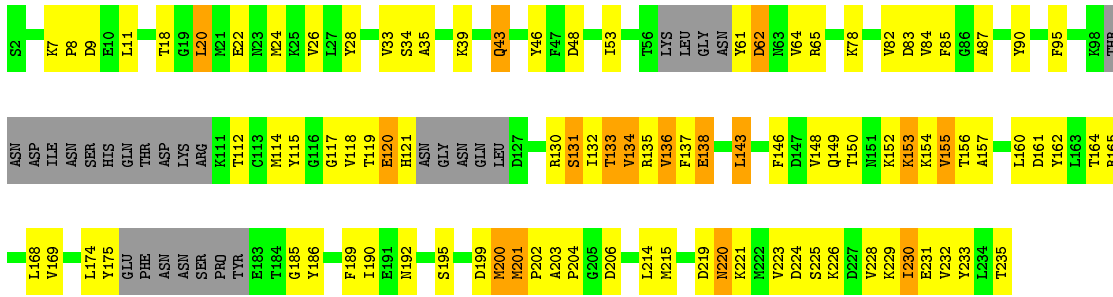 S2 K7 P8 D9 E10 L11 T18 G19 L20 M21 E22 N23 M24 K25 V26 L27 Y28 V33 S34 A35 K39 Q43 Y46 F47 D48 I53 T56 LYS LEU GLY ASN Y61 D62 N63 V64 R65 K78 V82 D83 V84 F85 G86 A87 Y90 F95 K98 THR
ASN ASP ILE ASN SER HIS GLN THR ASP LYS ARG K111 T112 C113 M114 Y115 G116 G117 V118 T119 E120 H121 ASN GLY ASN GLN LEU D127 R130 S131 I132 T133 V134 R135 V136 F137 E138 L143 F146 D147 V148 Q149 T150 N151 K152 K153 K154 V155 T156 A157 L160 D161 Y162 L163 T164 R165
L168 V169 L174 Y175 GLU PHE ASN ASN SER PRO TYR E183 T184 G185 Y186 F189 I190 E191 N192 S195 D199 M200 M201 P202 A203 P204 G205 D206 L214 M215 D219 N220 K221 M222 V223 D224 S225 K226 D227 V228 K229 I230 E231 V232 Y233 L234 T235